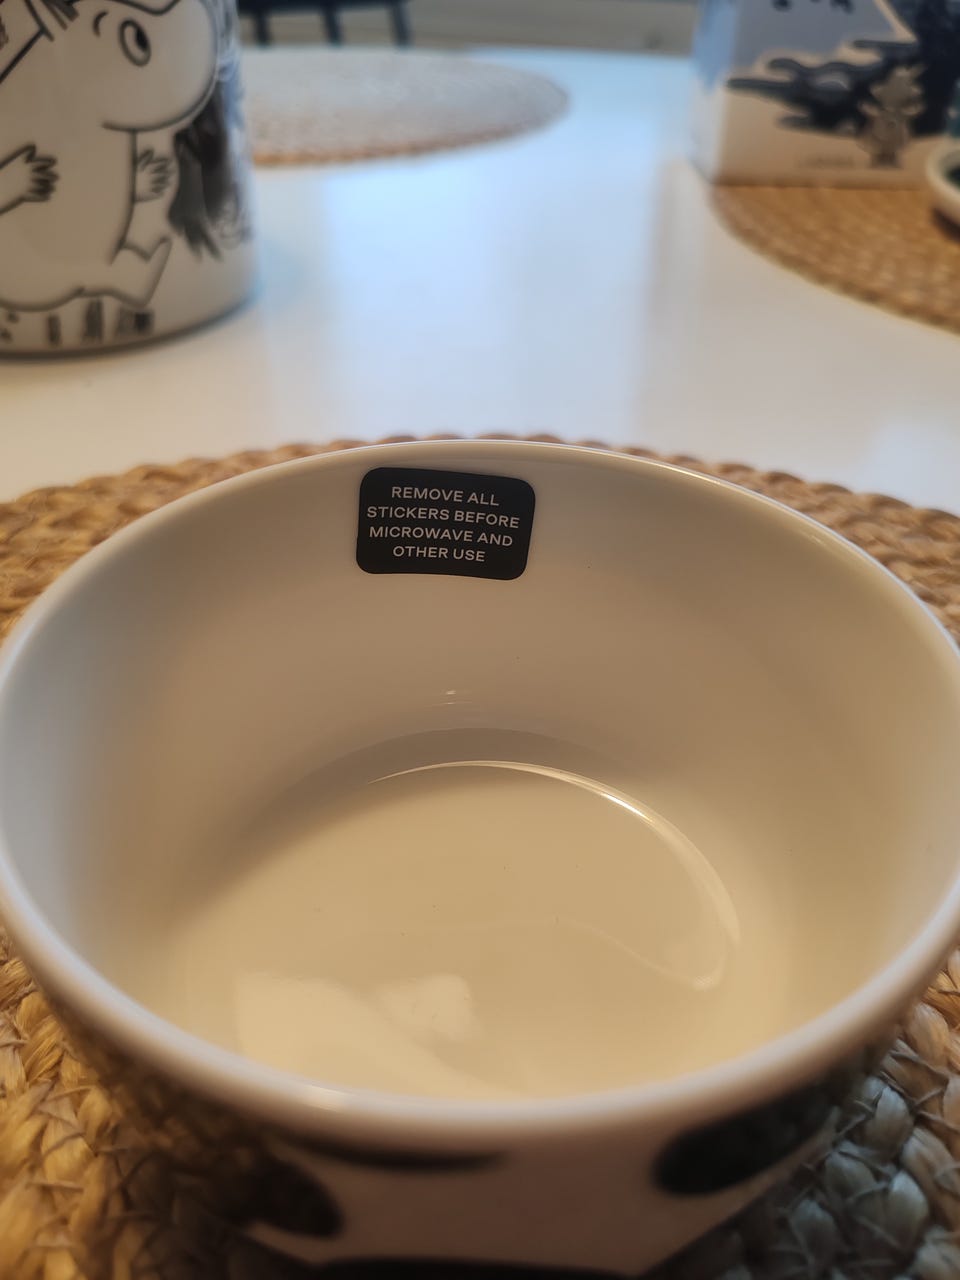 REMOVE ALL
STICKERS BEFORE
MICROWAVE AND
OTHER USE